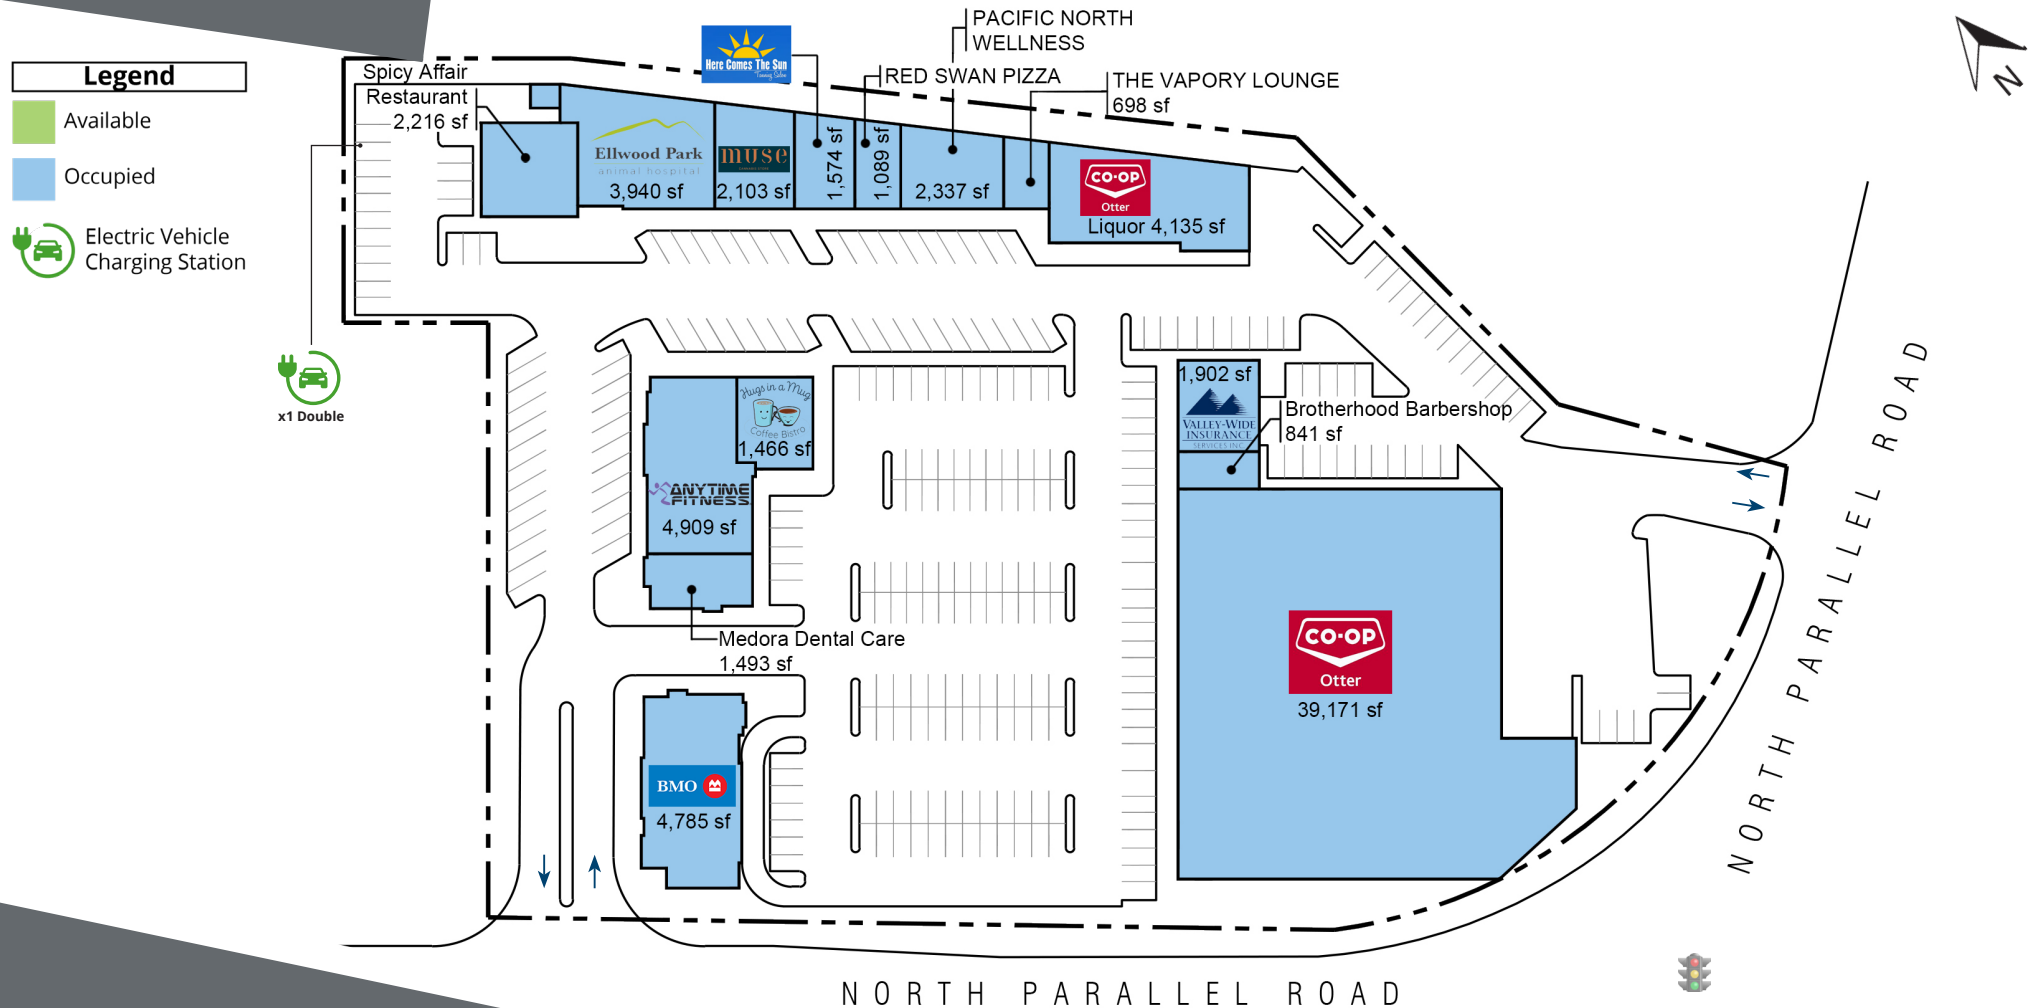 Legend
Available
Occupied
Electric Vehicle
Charging Station
x1 Double
Spicy Affair
Restaurant
2,216 sf
Ellwood Park
animal hospital
3,940 sf
muse
2,103 sf
Here Comes The Sun
Tanning Salon
1,574 sf
RED SWAN PIZZA
1,089 sf
PACIFIC NORTH
WELLNESS
2,337 sf
THE VAPORY LOUNGE
698 sf
CO-OP
Otter
Liquor 4,135 sf
N
Hugs in a Mug
Coffee Bistro
1,466 sf
ANYTIME
FITNESS
4,909 sf
Medora Dental Care
1,493 sf
BMO
4,785 sf
1,902 sf
VALLEY-WIDE
INSURANCE
SERVICES INC.
Brotherhood Barbershop
841 sf
CO-OP
Otter
39,171 sf
NORTH PARALLEL ROAD
NORTH PARALLEL ROAD